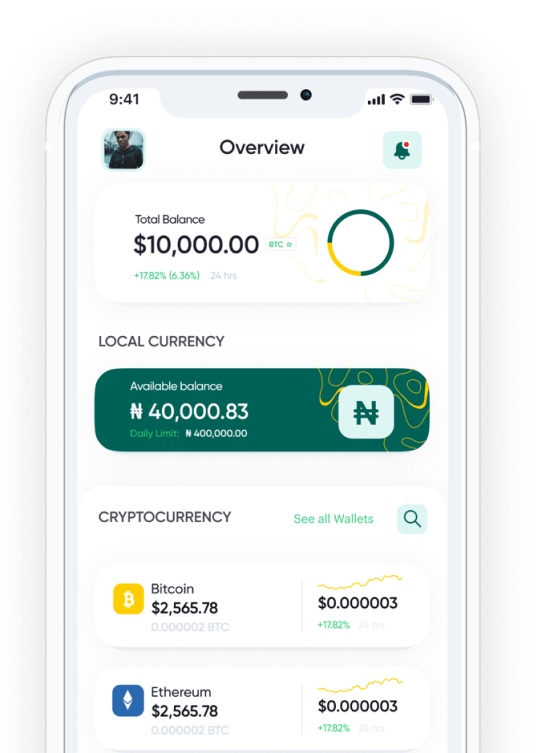 9:41
Overview
Total Balance
$10,000.00 BTC
+17.82% (6.36%) 24 hrs
LOCAL CURRENCY
Available balance
₦ 40,000.83
Daily Limit: ₦ 400,000.00
₦
CRYPTOCURRENCY See all Wallets
Bitcoin
$2,565.78 $0.000003
0.000002 BTC +17.82% 24 hrs
Ethereum
$2,565.78 $0.000003
0.000002 BTC +17.82% 24 hrs